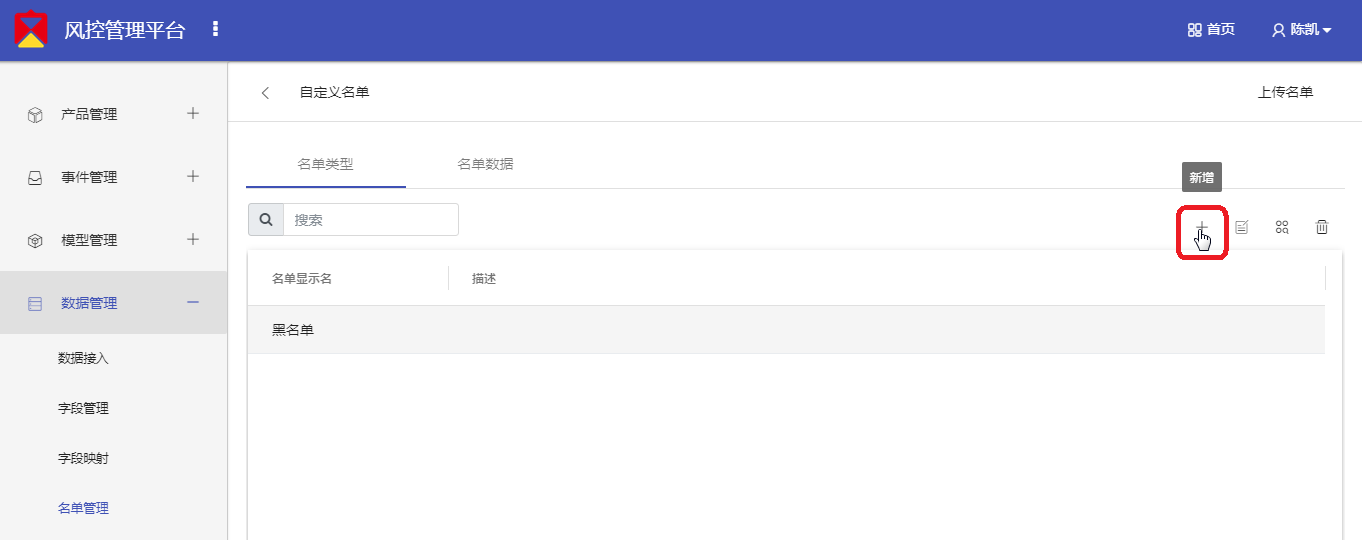 风控管理平台
首页
陈凯
产品管理
事件管理
模型管理
数据管理
数据接入
字段管理
字段映射
名单管理
自定义名单
上传名单
名单类型
名单数据
新增
搜索
名单显示名
描述
黑名单